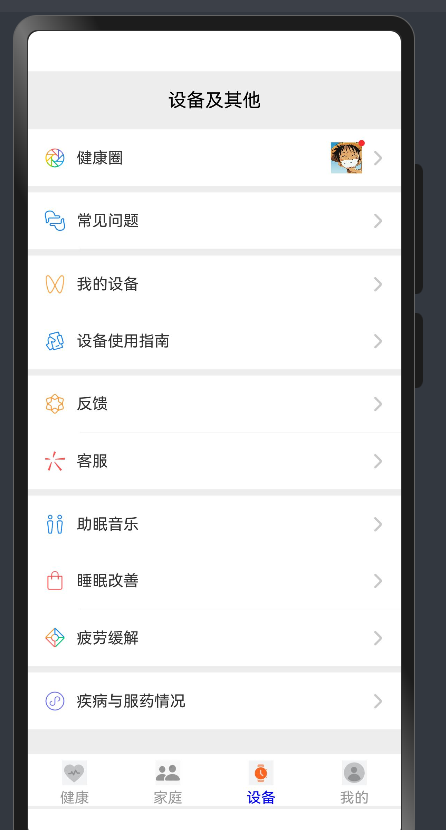 设备及其他
健康圈
常见问题
我的设备
设备使用指南
反馈
客服
助眠音乐
睡眠改善
疲劳缓解
疾病与服药情况
健康 家庭 设备 我的